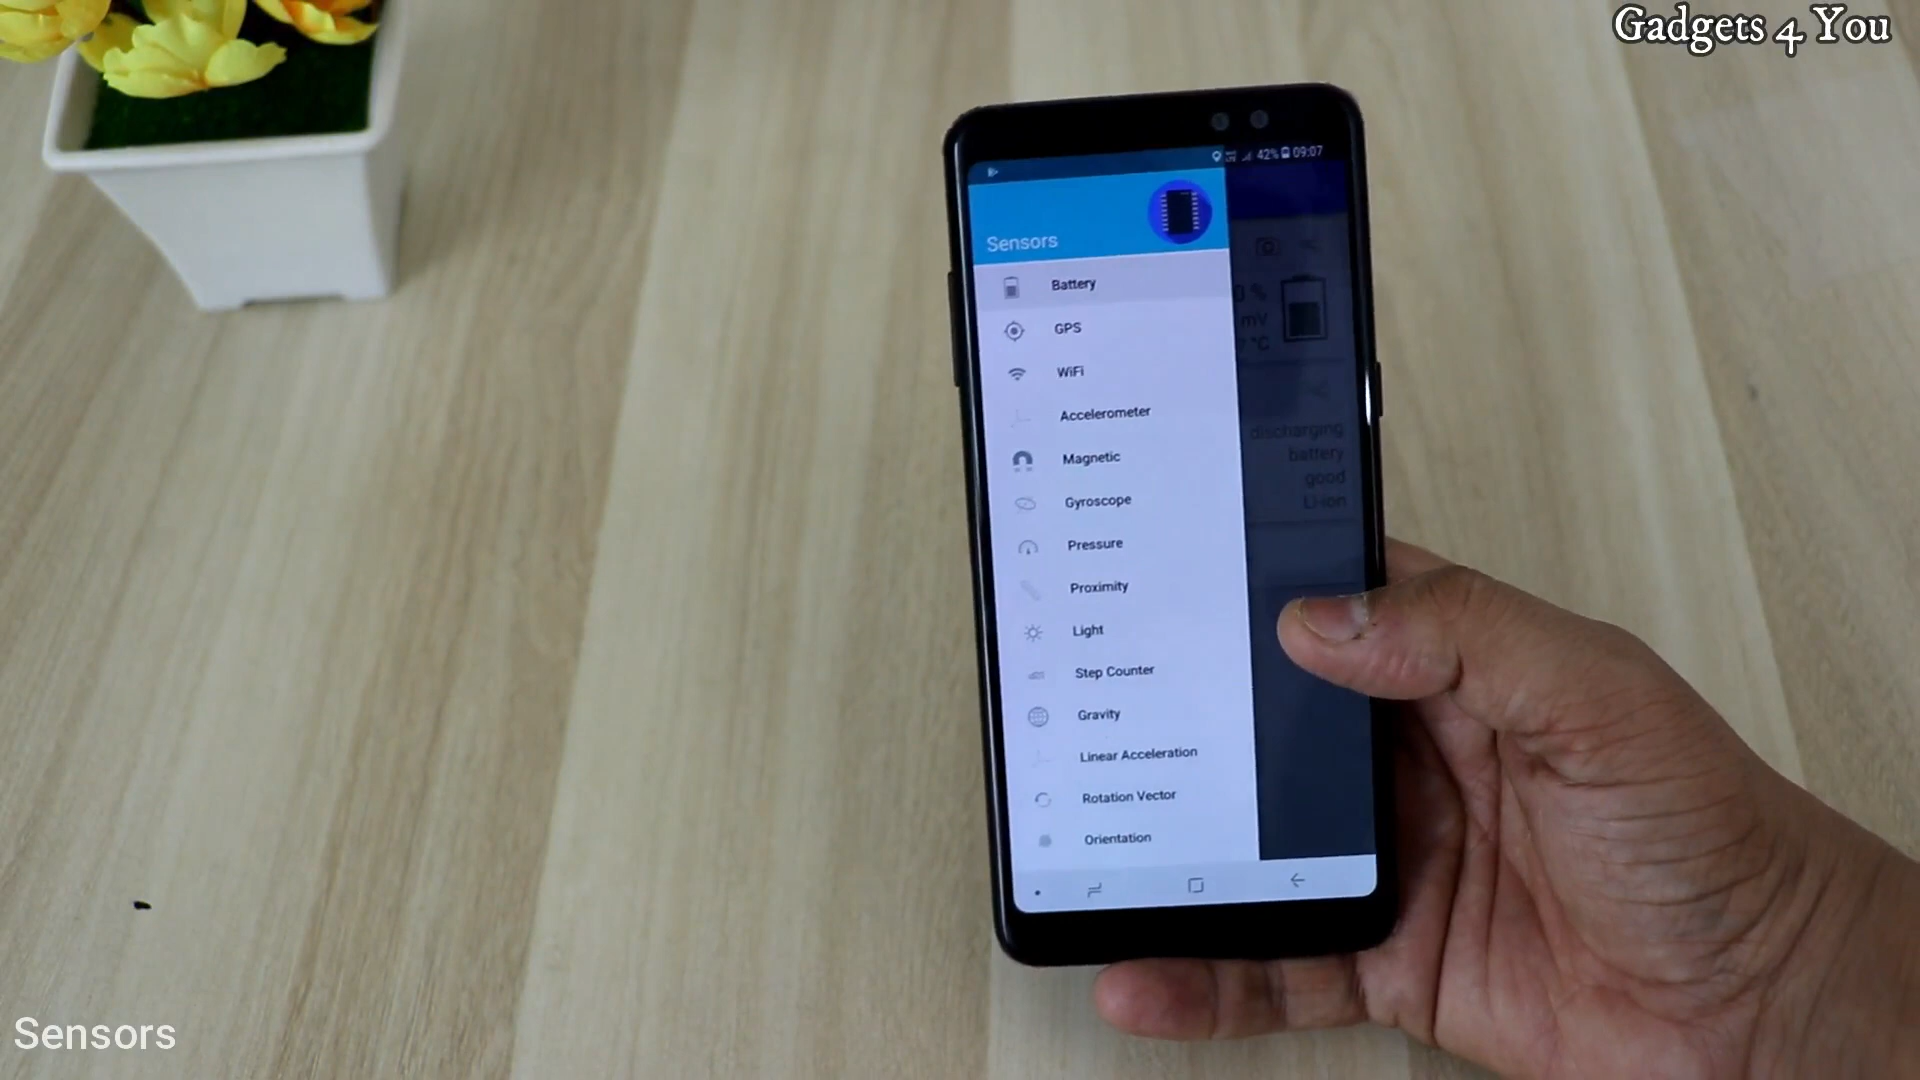 Gadgets 4 You
42% 09:07
Sensors
Battery
GPS
WiFi
Accelerometer
Magnetic
Gyroscope
Pressure
Proximity
Light
Step Counter
Gravity
Linear Acceleration
Rotation Vector
Orientation
%
mV
°C
discharging
battery
good
Li-ion
Sensors